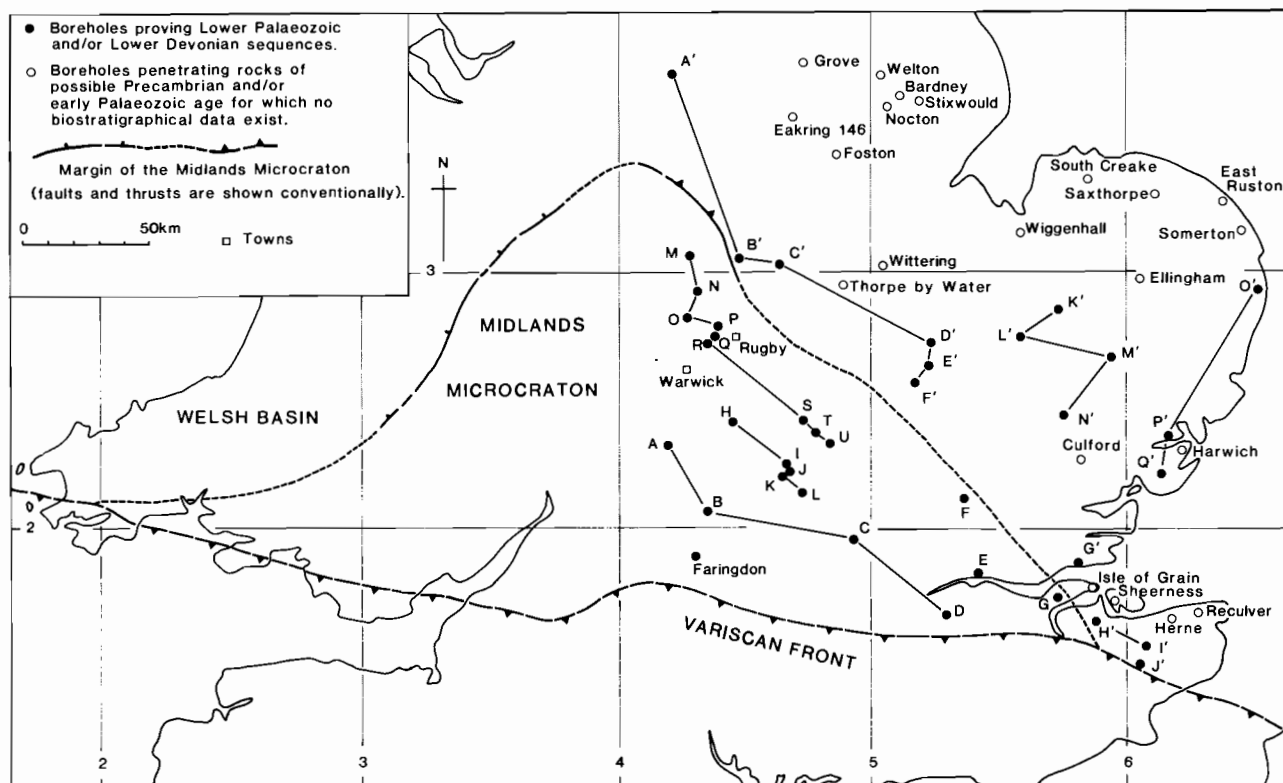 Boreholes proving Lower Palaeozoic
and/or Lower Devonian sequences.
Boreholes penetrating rocks of
possible Precambrian and/or
early Palaeozoic age for which no
biostratigraphical data exist.
Margin of the Midlands Microcraton
(faults and thrusts are shown conventionally).
0 50km
Towns
N
A'
Grove
Welton
Bardney
Stixwould
Nocton
Eakring 146
Foston
South Creake
Saxthorpe
East
Ruston
Wiggenhall
Somerton
M
B'
C'
Wittering
3
Thorpe by Water
Ellingham
O'
N
K'
O
P
MIDLANDS
Q
R
Rugby
D'
L'
M'
E'
Warwick
F'
MICROCRATON
WELSH BASIN
S
T
U
H
N'
P'
A
Culford
Harwich
I
J
K
L
Q'
F
B
2
C
E
G'
Faringdon
Isle of Grain
Sheerness
G
Reculver
D
H'
Herne
VARISCAN FRONT
I'
J'
2 3 4 5 6